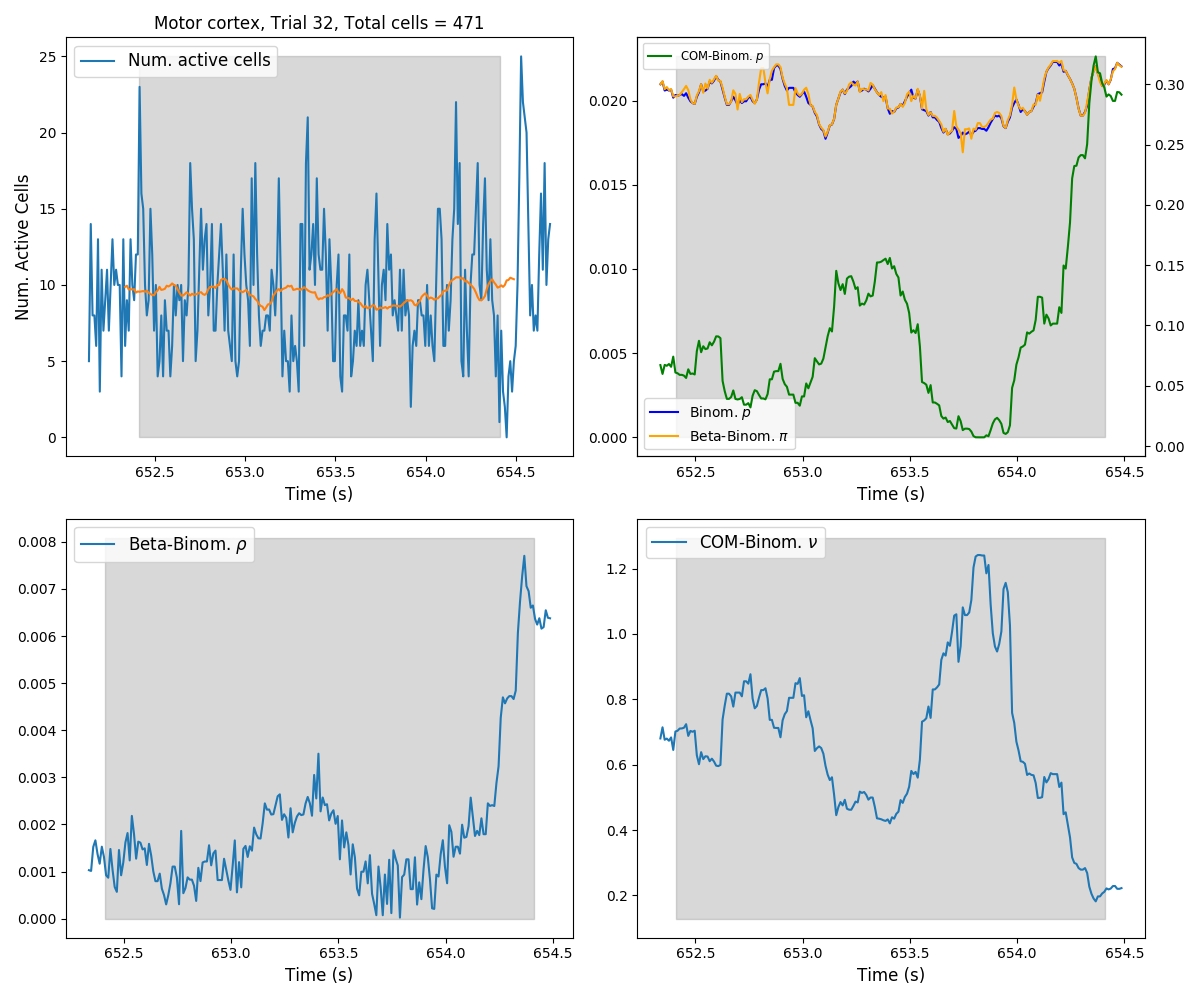 Motor cortex, Trial 32, Total cells = 471
Num. active cells
Num. Active Cells
25
20
15
10
5
0
652.5 653.0 653.5 654.0 654.5
Time (s)
COM-Binom. p
Binom. p
Beta-Binom. π
0.020
0.015
0.010
0.005
0.000
0.30
0.25
0.20
0.15
0.10
0.05
0.00
652.5 653.0 653.5 654.0 654.5
Time (s)
Beta-Binom. ρ
0.008
0.007
0.006
0.005
0.004
0.003
0.002
0.001
0.000
652.5 653.0 653.5 654.0 654.5
Time (s)
COM-Binom. ν
1.2
1.0
0.8
0.6
0.4
0.2
652.5 653.0 653.5 654.0 654.5
Time (s)